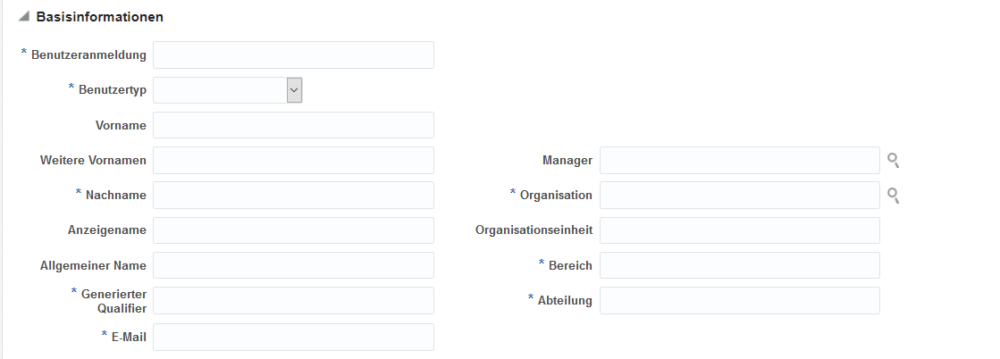 Basisinformationen
* Benutzeranmeldung
* Benutzertyp
Vorname
Weitere Vornamen
* Nachname
Anzeigename
Allgemeiner Name
* Generierter
Qualifier
* E-Mail
Manager
* Organisation
Organisationseinheit
* Bereich
* Abteilung